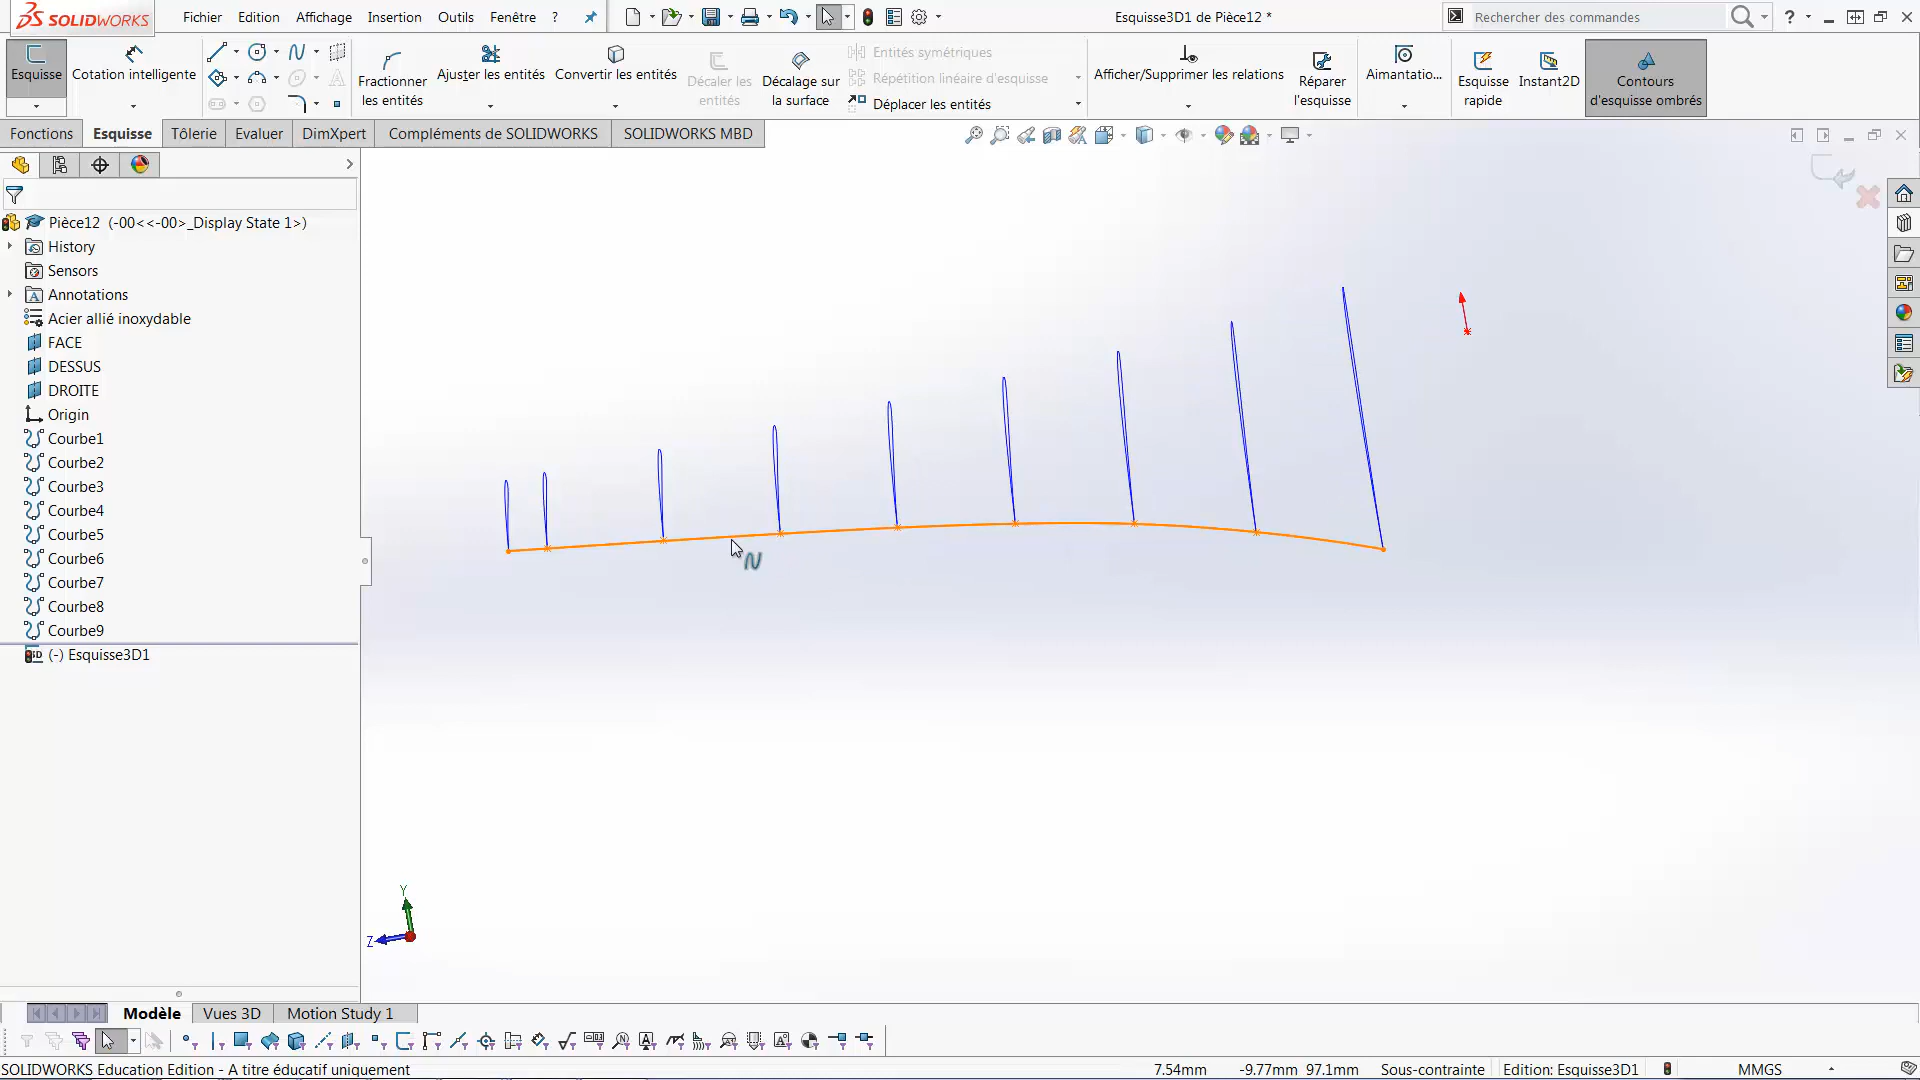 SOLIDWORKS
Fichier
Edition
Affichage
Insertion
Outils
Fenêtre
?
Esquisse3D1 de Pièce12 *
Rechercher des commandes
?
Esquisse
Cotation intelligente
Fractionner
les entités
Ajuster les entités
Convertir les entités
Décaler les
entités
Décalage sur
la surface
Entités symétriques
Répétition linéaire d'esquisse
Déplacer les entités
Afficher/Supprimer les relations
Réparer
l'esquisse
Aimantatio...
Esquisse
rapide
Instant2D
Contours
d'esquisse ombrés
Fonctions
Esquisse
Tôlerie
Evaluer
DimXpert
Compléments de SOLIDWORKS
SOLIDWORKS MBD
Pièce12 (-00<<-00>_Display State 1>)
History
Sensors
Annotations
Acier allié inoxydable
FACE
DESSUS
DROITE
Origin
Courbe1
Courbe2
Courbe3
Courbe4
Courbe5
Courbe6
Courbe7
Courbe8
Courbe9
(-) Esquisse3D1
Y
Z
Modèle
Vues 3D
Motion Study 1
SOLIDWORKS Education Edition - A titre éducatif uniquement
7.54mm
-9.77mm 97.1mm
Sous-contrainte
Edition: Esquisse3D1
MMGS